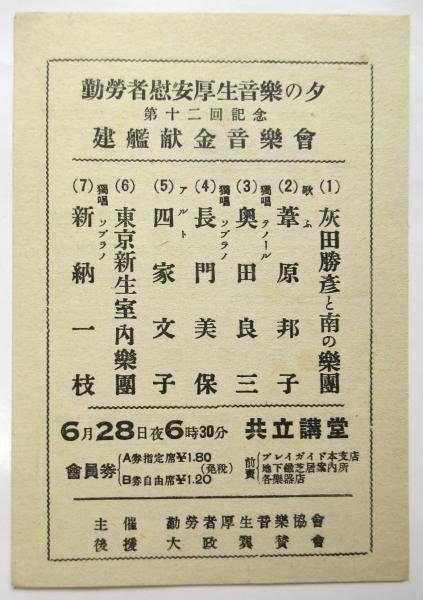 勤勞者慰安厚生音樂の夕
第十二回記念
建艦献金音樂會
(1) 灰田勝彦と南の樂團
(2) 歌ふ 葦原邦子
(3) 獨唱 テノール 奥田良三
(4) 獨唱 ソプラノ 長門美保
(5) アルト 四家文子
(6) 東京新生室内樂團
(7) 獨唱 ソプラノ 新納一枝
6月28日夜6時30分 共立講堂
會員券 A券指定席¥1.80
B券自由席¥1.20
(免税)
前賣 プレイガイド本支店
地下鐵芝居案内所
各樂器店
主催 勤勞者厚生音樂協會
後援 大政翼賛會